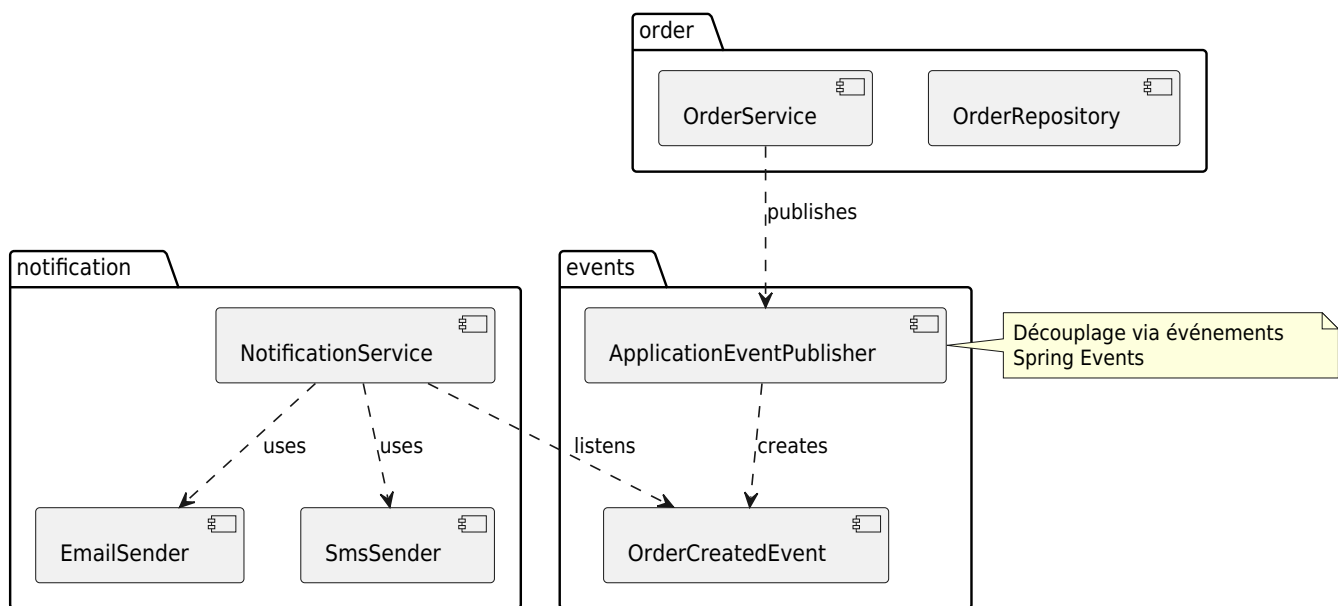 order
OrderService
OrderRepository
publishes
notification
events
NotificationService
ApplicationEventPublisher
Découplage via événements
Spring Events
uses
uses
listens
creates
EmailSender
SmsSender
OrderCreatedEvent